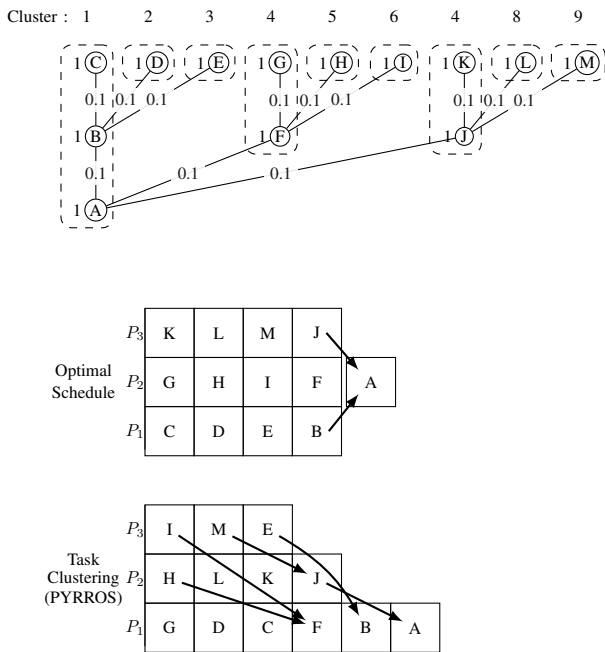 Cluster : 1 2 3 4 5 6 4 8 9
1 C 1 D 1 E 1 G 1 H 1 I 1 K 1 L 1 M
0.1 0.1 0.1 0.1 0.1 0.1 0.1 0.1 0.1
1 B 1 F 1 J
0.1 0.1 0.1
1 A
P3 K L M J
Optimal
Schedule
P2 G H I F A
P1 C D E B
P3 I M E
Task
Clustering
(PYRROS)
P2 H L K J
P1 G D C F B A